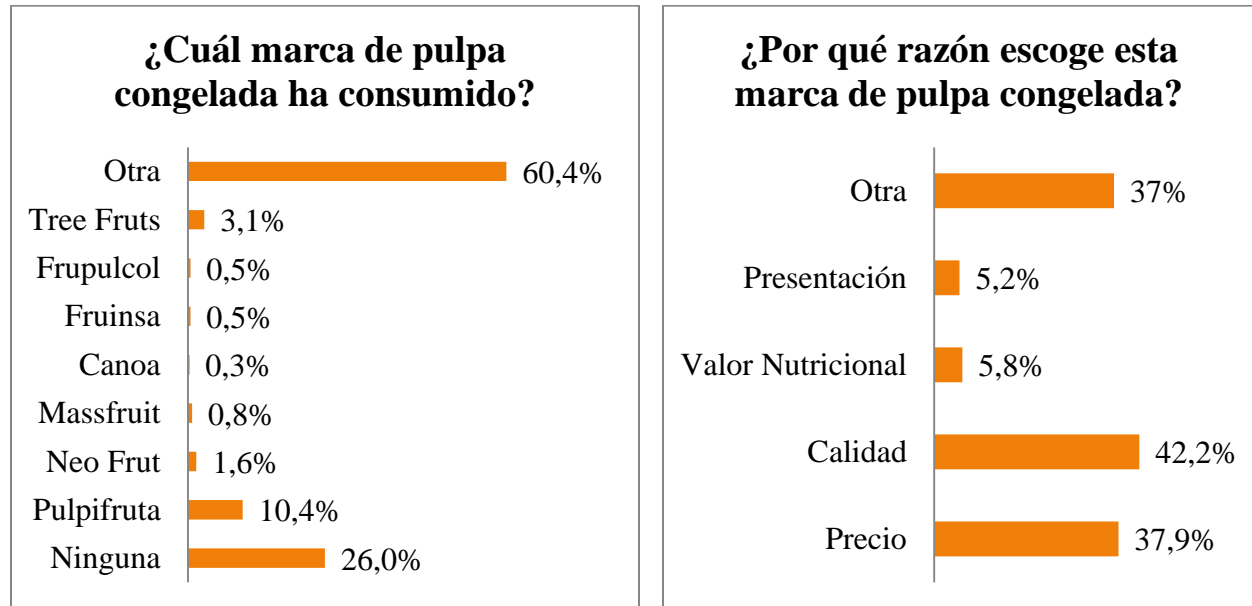 ¿Cuál marca de pulpa
congelada ha consumido?
Otra 60,4%
Tree Fruts 3,1%
Frupulcol 0,5%
Fruinsa 0,5%
Canoa 0,3%
Massfruit 0,8%
Neo Frut 1,6%
Pulpifruta 10,4%
Ninguna 26,0%
¿Por qué razón escoge esta
marca de pulpa congelada?
Otra 37%
Presentación 5,2%
Valor Nutricional 5,8%
Calidad 42,2%
Precio 37,9%